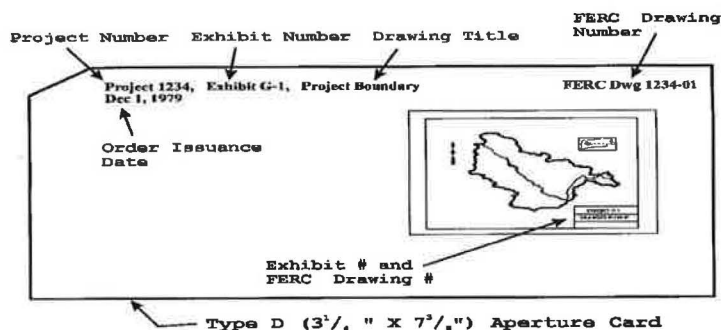 Project Number Exhibit Number Drawing Title
FERC Drawing
Number
Project 1234, Exhibit G-1, Project Boundary
Dec 1, 1979
FERC Dwg 1234-01
Order Issuance
Date
Exhibit # and
FERC Drawing #
Type D (3¹/₄ " X 7³/₈") Aperture Card